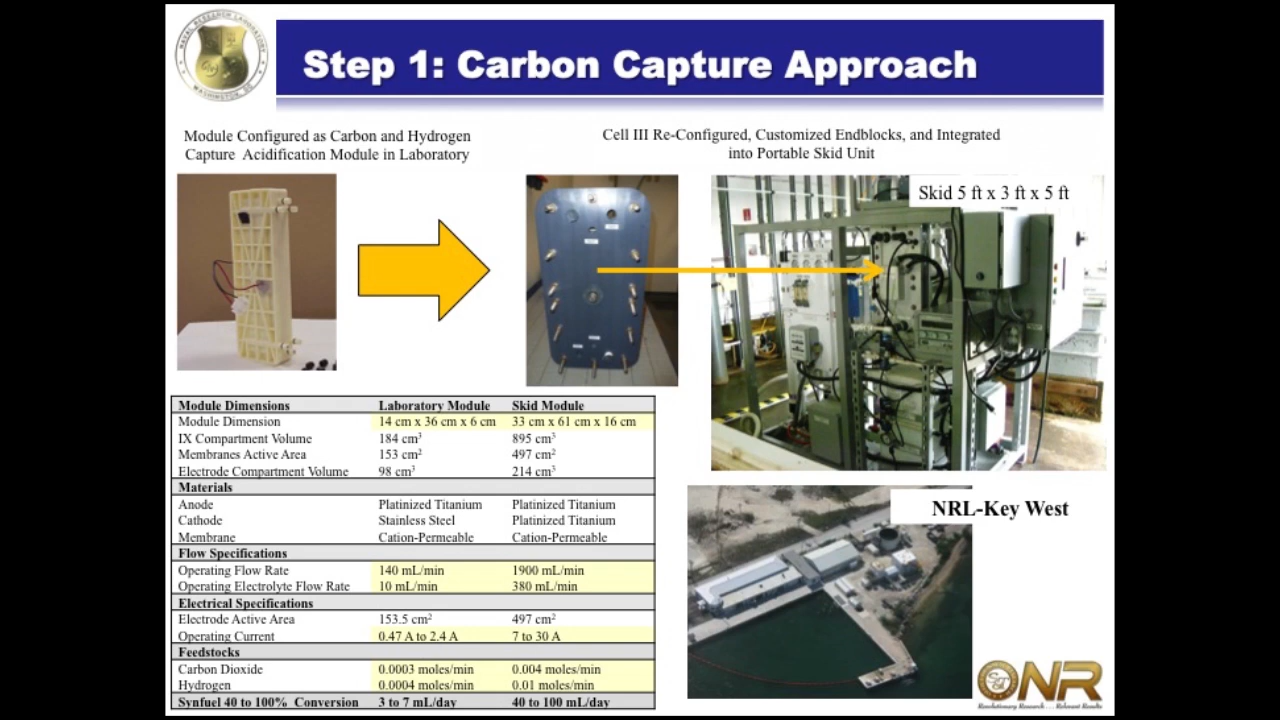 NAVAL RESEARCH LABORATORY
WASHINGTON, DC
Step 1: Carbon Capture Approach
Module Configured as Carbon and Hydrogen
Capture Acidification Module in Laboratory
Cell III Re-Configured, Customized Endblocks, and Integrated
into Portable Skid Unit
Skid 5 ft x 3 ft x 5 ft
Module Dimensions Laboratory Module Skid Module
Module Dimension 14 cm x 36 cm x 6 cm 33 cm x 61 cm x 16 cm
IX Compartment Volume 184 cm³ 895 cm³
Membranes Active Area 153 cm² 497 cm²
Electrode Compartment Volume 98 cm³ 214 cm³
Materials
Anode Platinized Titanium Platinized Titanium
Cathode Stainless Steel Platinized Titanium
Membrane Cation-Permeable Cation-Permeable
Flow Specifications
Operating Flow Rate 140 mL/min 1900 mL/min
Operating Electrolyte Flow Rate 10 mL/min 380 mL/min
Electrical Specifications
Electrode Active Area 153.5 cm² 497 cm²
Operating Current 0.47 A to 2.4 A 7 to 30 A
Feedstocks
Carbon Dioxide 0.0003 moles/min 0.004 moles/min
Hydrogen 0.0004 moles/min 0.01 moles/min
Synfuel 40 to 100% Conversion 3 to 7 mL/day 40 to 100 mL/day
NRL-Key West
ONR
Revolutionary Research . . . Relevant Results